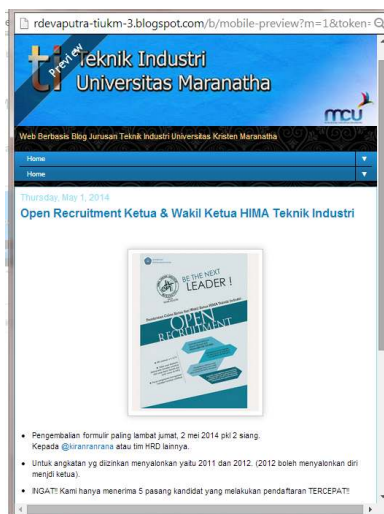 rdevaputra-tiukm-3.blogspot.com/b/mobile-preview?m=1&token=
Preview
ti Teknik Industri
Universitas Maranatha
mcu
Web Berbasis Blog Jurusan Teknik Industri Universitas Kristen Maranatha
Home
Home
Thursday, May 1, 2014
Open Recruitment Ketua & Wakil Ketua HIMA Teknik Industri
BE THE NEXT
LEADER !
OPEN
RECRUITMENT
• Pengembalian formulir paling lambat jumat, 2 mei 2014 pkl 2 siang.
Kepada @kiranranrana atau tim HRD lainnya.
• Untuk angkatan yg diizinkan menyalonkan yaitu 2011 dan 2012. (2012 boleh menyalonkan diri
menjdi ketua).
• INGAT!! Kami hanya menerima 5 pasang kandidat yang melakukan pendaftaran TERCEPAT!!